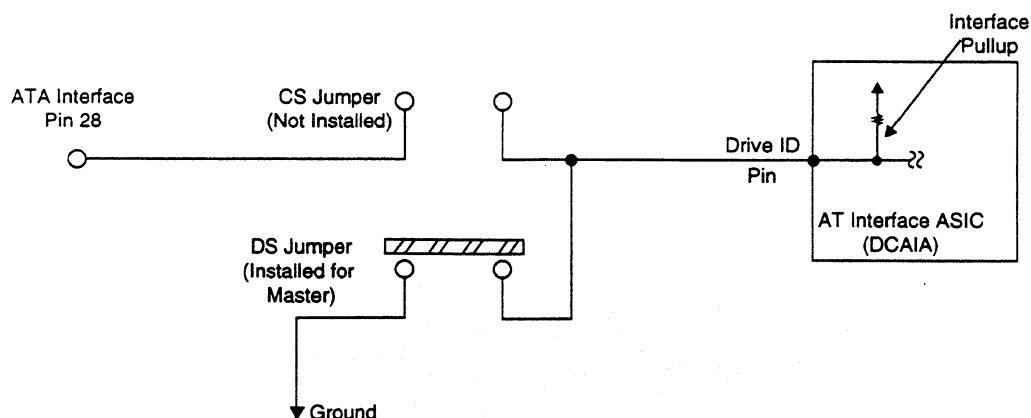 Interface
Pullup
ATA Interface
Pin 28
CS Jumper
(Not Installed)
Drive ID
Pin
AT Interface ASIC
(DCAIA)
DS Jumper
(Installed for
Master)
Ground